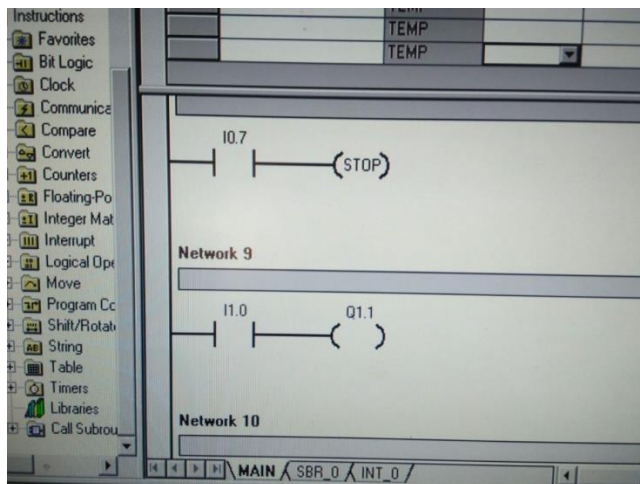 Instructions
Favorites
Bit Logic
Clock
Communica
Compare
Convert
Counters
Floating-Po
Integer Mat
Interrupt
Logical Ope
Move
Program Co
Shift/Rotat
String
Table
Timers
Libraries
Call Subrou
TEMP
TEMP
TEMP
I0.7
STOP
Network 9
I1.0 Q1.1
Network 10
MAIN SBR_0 INT_0